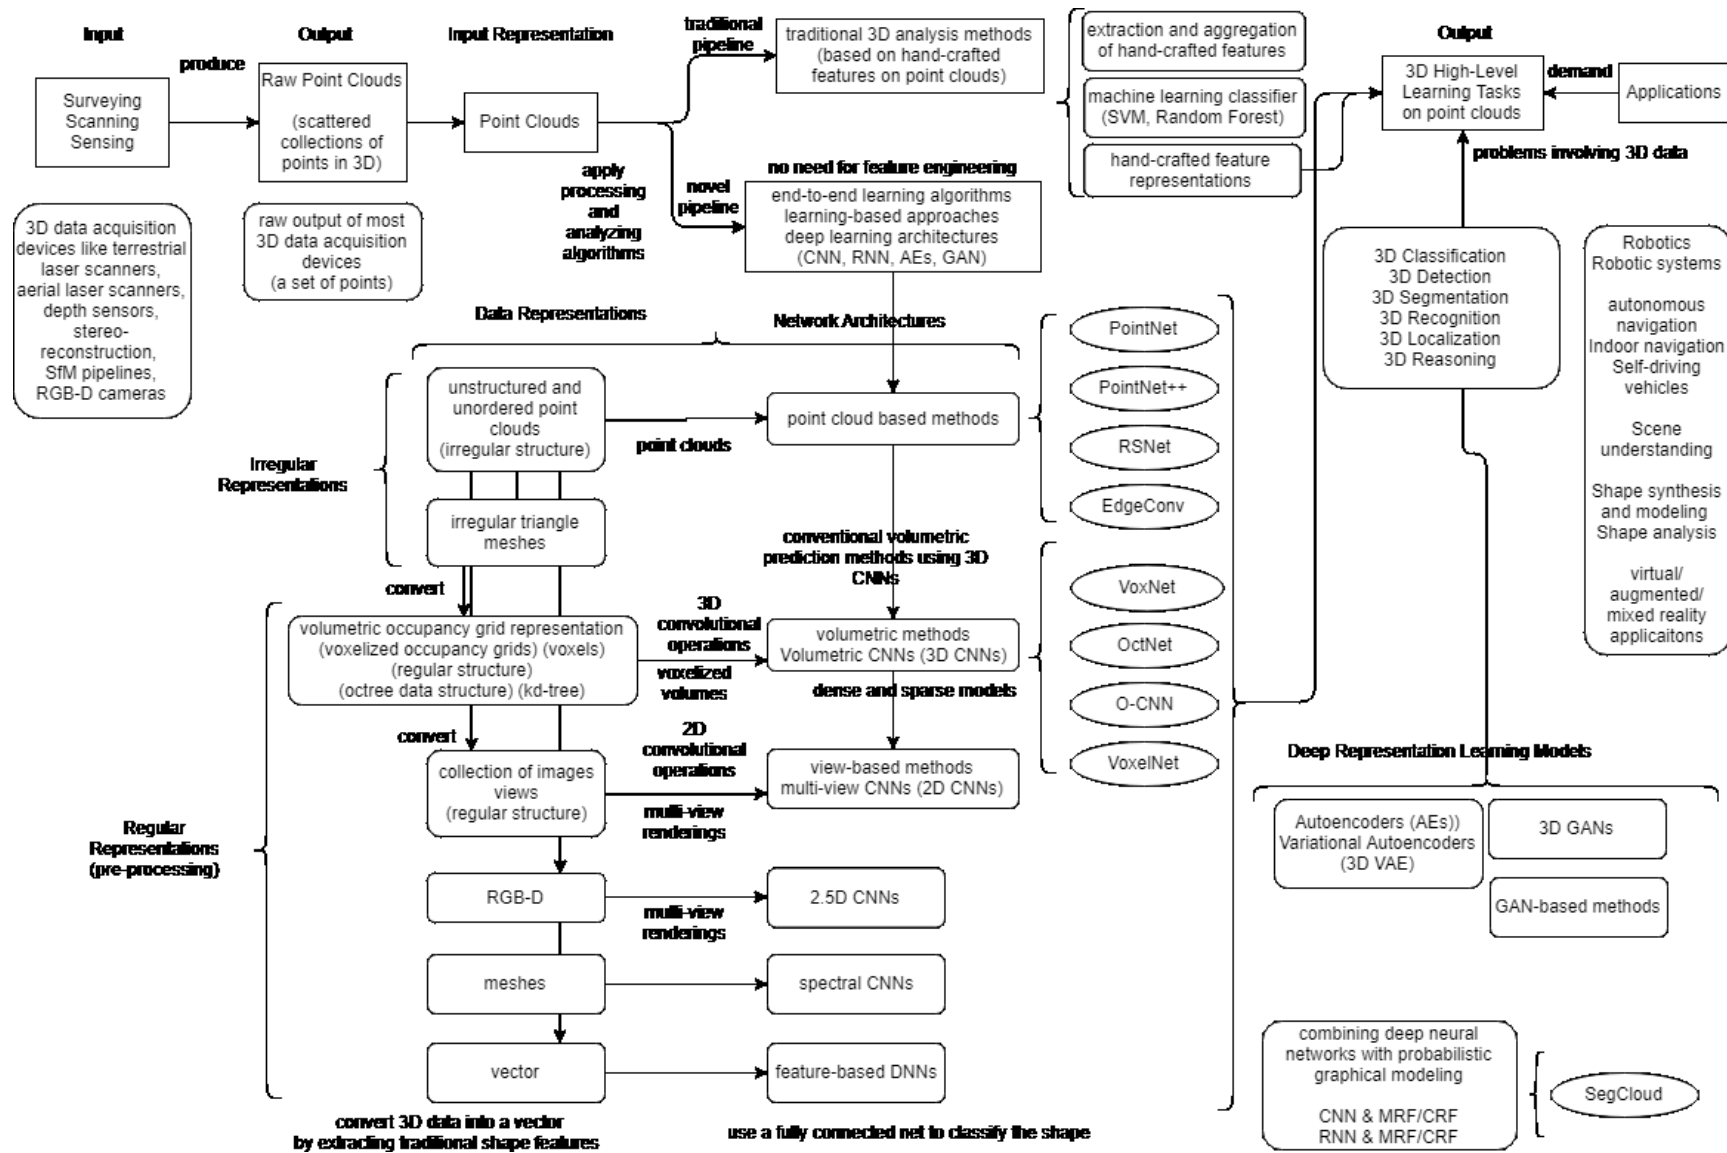 Input
Output
Input Representation
traditional
pipeline
Output
produce
demand
Surveying
Scanning
Sensing
Raw Point Clouds
(scattered
collections of
points in 3D)
Point Clouds
traditional 3D analysis methods
(based on hand-crafted
features on point clouds)
extraction and aggregation
of hand-crafted features
machine learning classifier
(SVM, Random Forest)
hand-crafted feature
representations
3D High-Level
Learning Tasks
on point clouds
Applications
problems involving 3D data
apply
processing
and
analyzing
algorithms
novel
pipeline
no need for feature engineering
end-to-end learning algorithms
learning-based approaches
deep learning architectures
(CNN, RNN, AEs, GAN)
3D data acquisition
devices like terrestrial
laser scanners,
aerial laser scanners,
depth sensors,
stereo-
reconstruction,
SfM pipelines,
RGB-D cameras
raw output of most
3D data acquisition
devices
(a set of points)
3D Classification
3D Detection
3D Segmentation
3D Recognition
3D Localization
3D Reasoning
Robotics
Robotic systems
autonomous
navigation
Indoor navigation
Self-driving
vehicles
Scene
understanding
Shape synthesis
and modeling
Shape analysis
virtual/
augmented/
mixed reality
applicaitons
Data Representations
Network Architectures
Irregular
Representations
unstructured and
unordered point
clouds
(irregular structure)
point clouds
point cloud based methods
PointNet
PointNet++
RSNet
EdgeConv
irregular triangle
meshes
convert
conventional volumetric
prediction methods using 3D
CNNs
volumetric occupancy grid representation
(voxelized occupancy grids) (voxels)
(regular structure)
(octree data structure) (kd-tree)
3D
convolutional
operations
voxelized
volumes
volumetric methods
Volumetric CNNs (3D CNNs)
dense and sparse models
VoxNet
OctNet
O-CNN
VoxelNet
convert
collection of images
views
(regular structure)
2D
convolutional
operations
multi-view
renderings
view-based methods
multi-view CNNs (2D CNNs)
Regular
Representations
(pre-processing)
RGB-D
multi-view
renderings
2.5D CNNs
meshes
spectral CNNs
vector
feature-based DNNs
convert 3D data into a vector
by extracting traditional shape features
use a fully connected net to classify the shape
Deep Representation Learning Models
Autoencoders (AEs))
Variational Autoencoders
(3D VAE)
3D GANs
GAN-based methods
combining deep neural
networks with probabilistic
graphical modeling
CNN & MRF/CRF
RNN & MRF/CRF
SegCloud